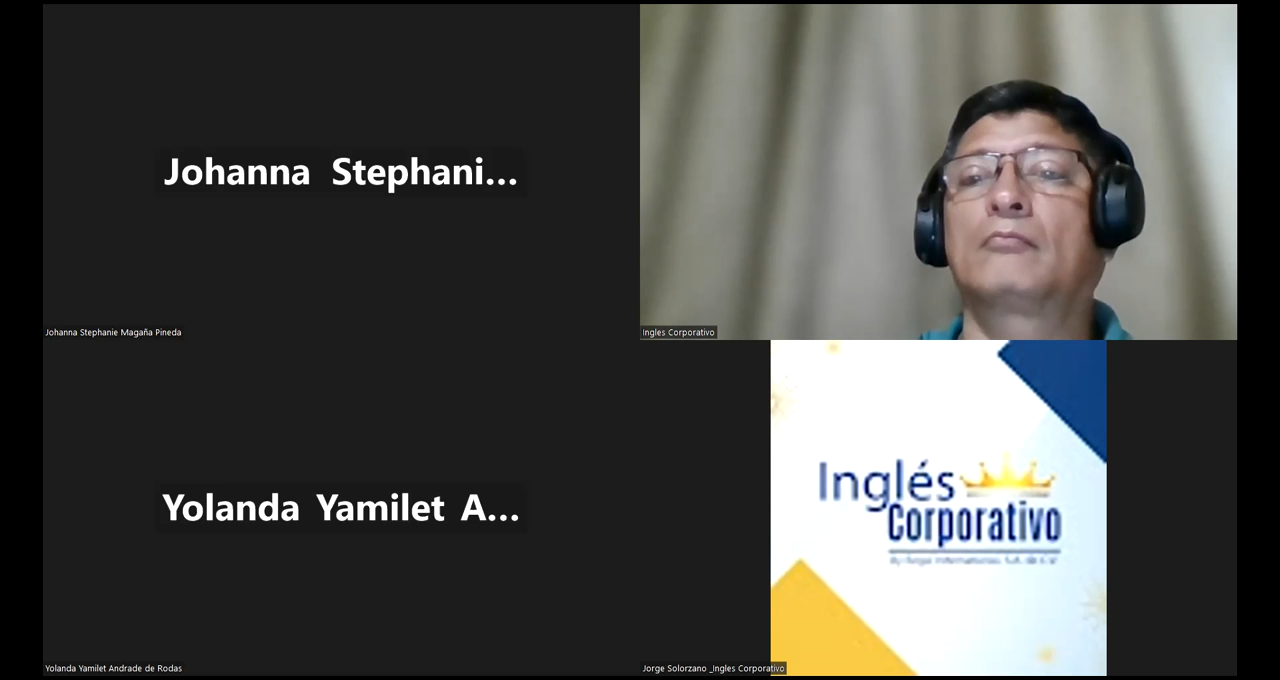 Johanna Stephani...
Johanna Stephanie Magaña Pineda
Ingles Corporativo
Yolanda Yamilet A...
Yolanda Yamilet Andrade de Rodas
Inglés
Corporativo
Jorge Solorzano _Ingles Corporativo